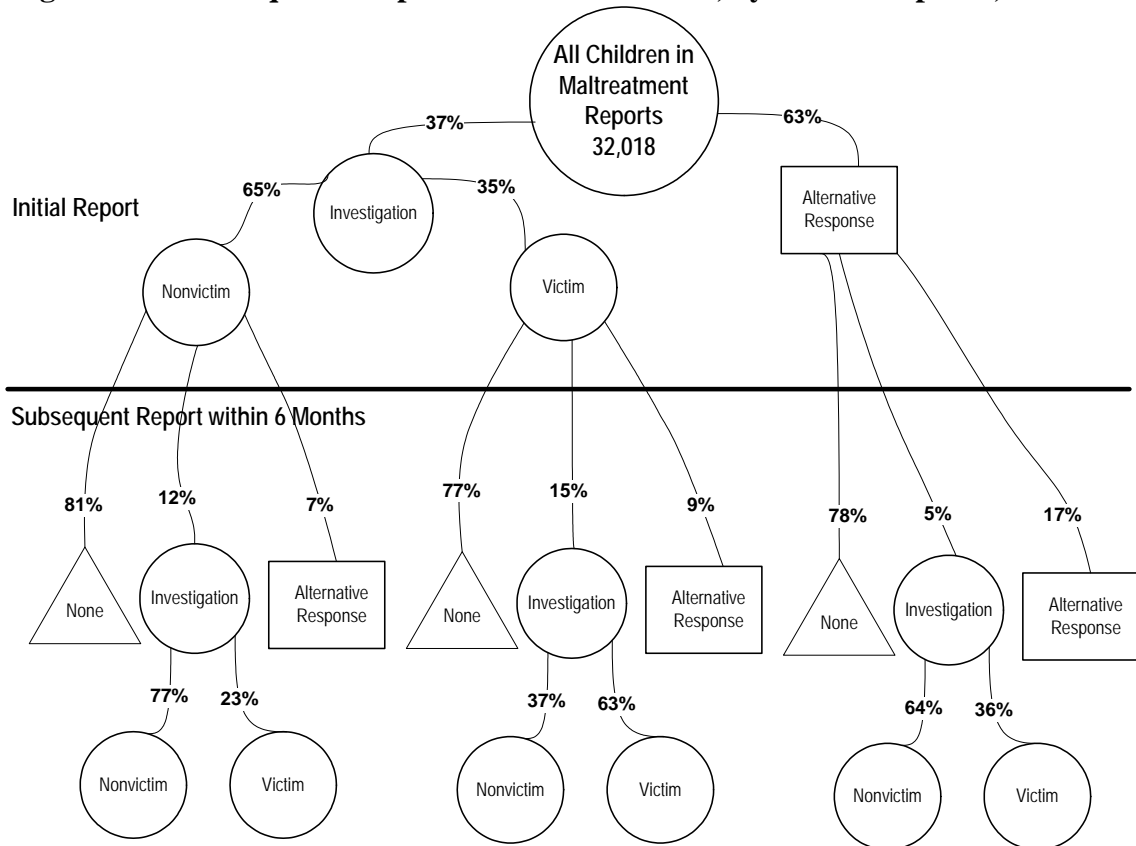 All Children in
Maltreatment
Reports
32,018
37%
63%
65%
35%
Initial Report
Investigation
Alternative
Response
Nonvictim
Victim
Subsequent Report within 6 Months
81%
12%
7%
77%
15%
9%
78%
5%
17%
None
Investigation
Alternative
Response
None
Investigation
Alternative
Response
None
Investigation
Alternative
Response
77%
23%
37%
63%
64%
36%
Nonvictim
Victim
Nonvictim
Victim
Nonvictim
Victim